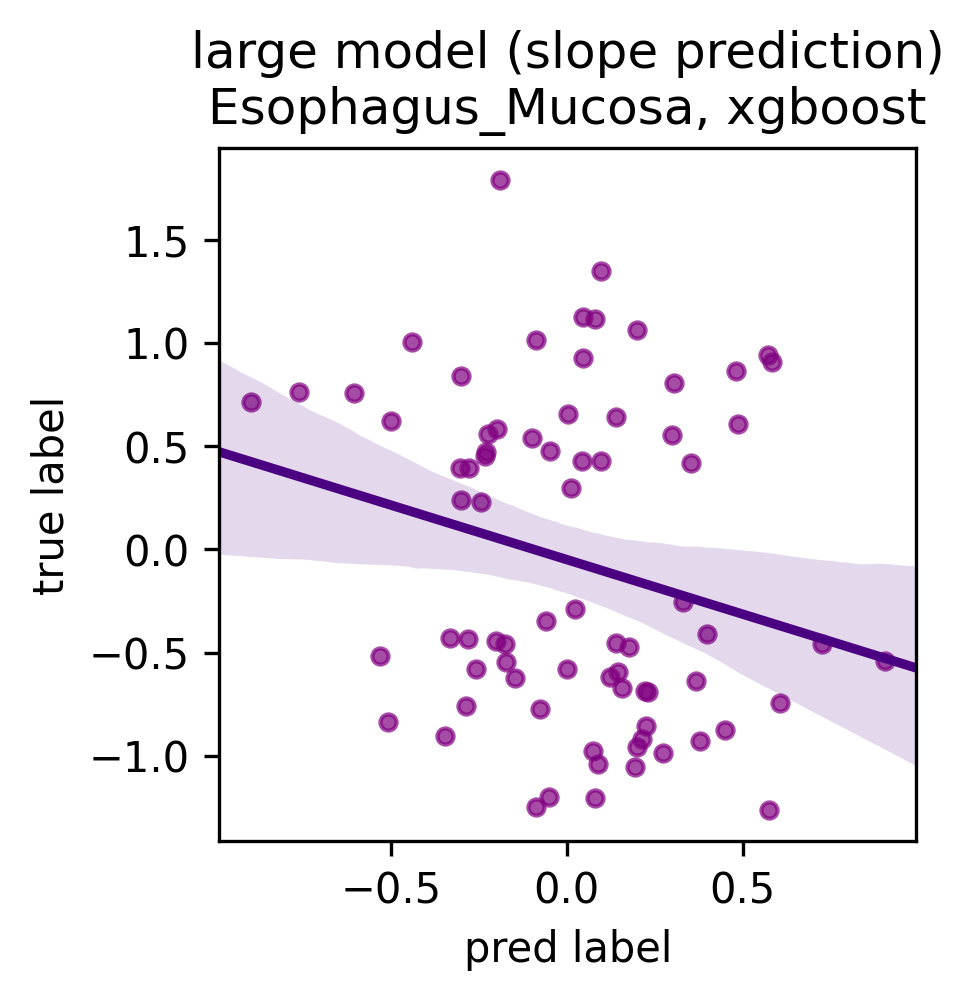 large model (slope prediction)
Esophagus_Mucosa, xgboost
1.5
1.0
0.5
0.0
−0.5
−1.0
true label
−0.5
0.0
0.5
pred label